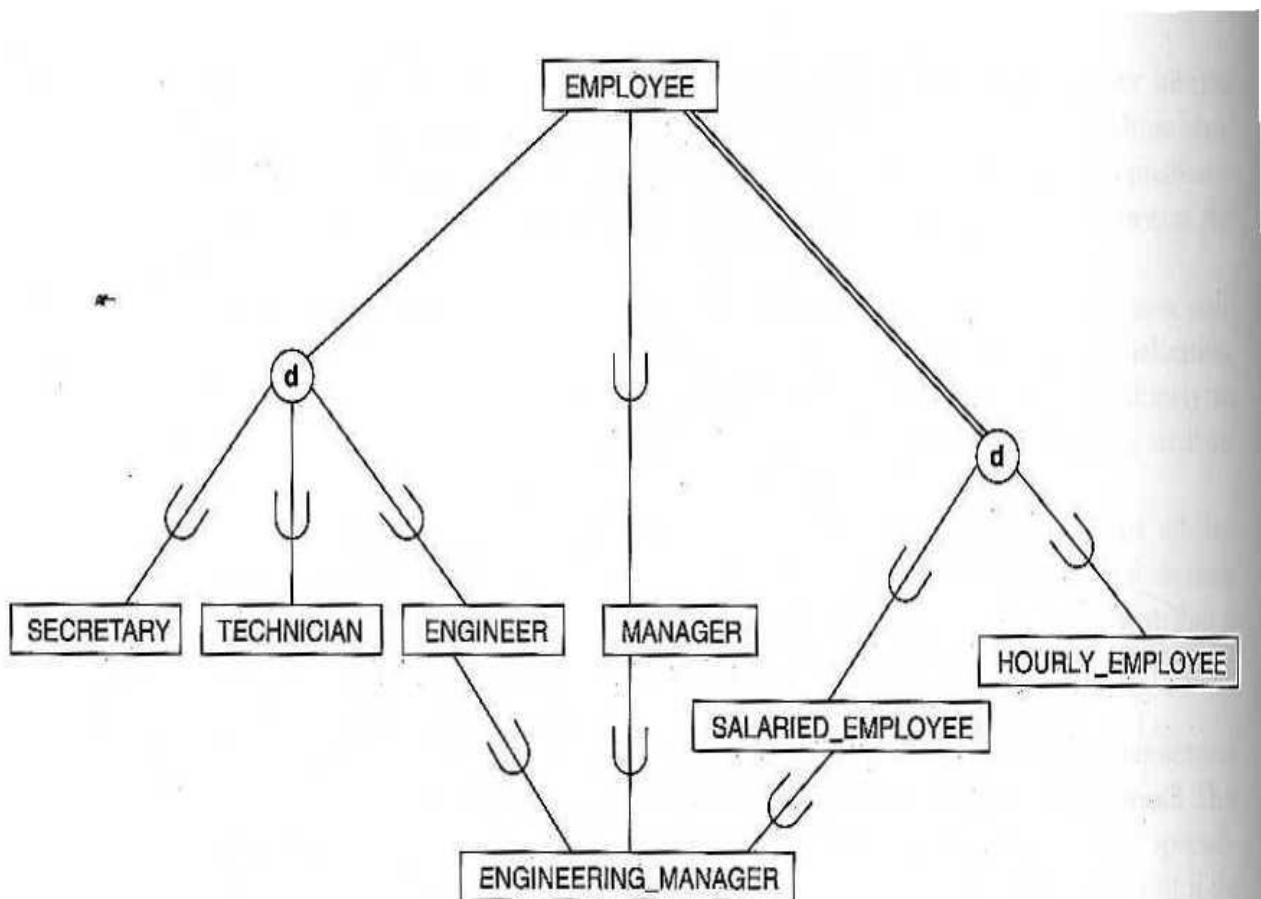 EMPLOYEE
d
d
SECRETARY
TECHNICIAN
ENGINEER
MANAGER
HOURLY_EMPLOYEE
SALARIED_EMPLOYEE
ENGINEERING_MANAGER